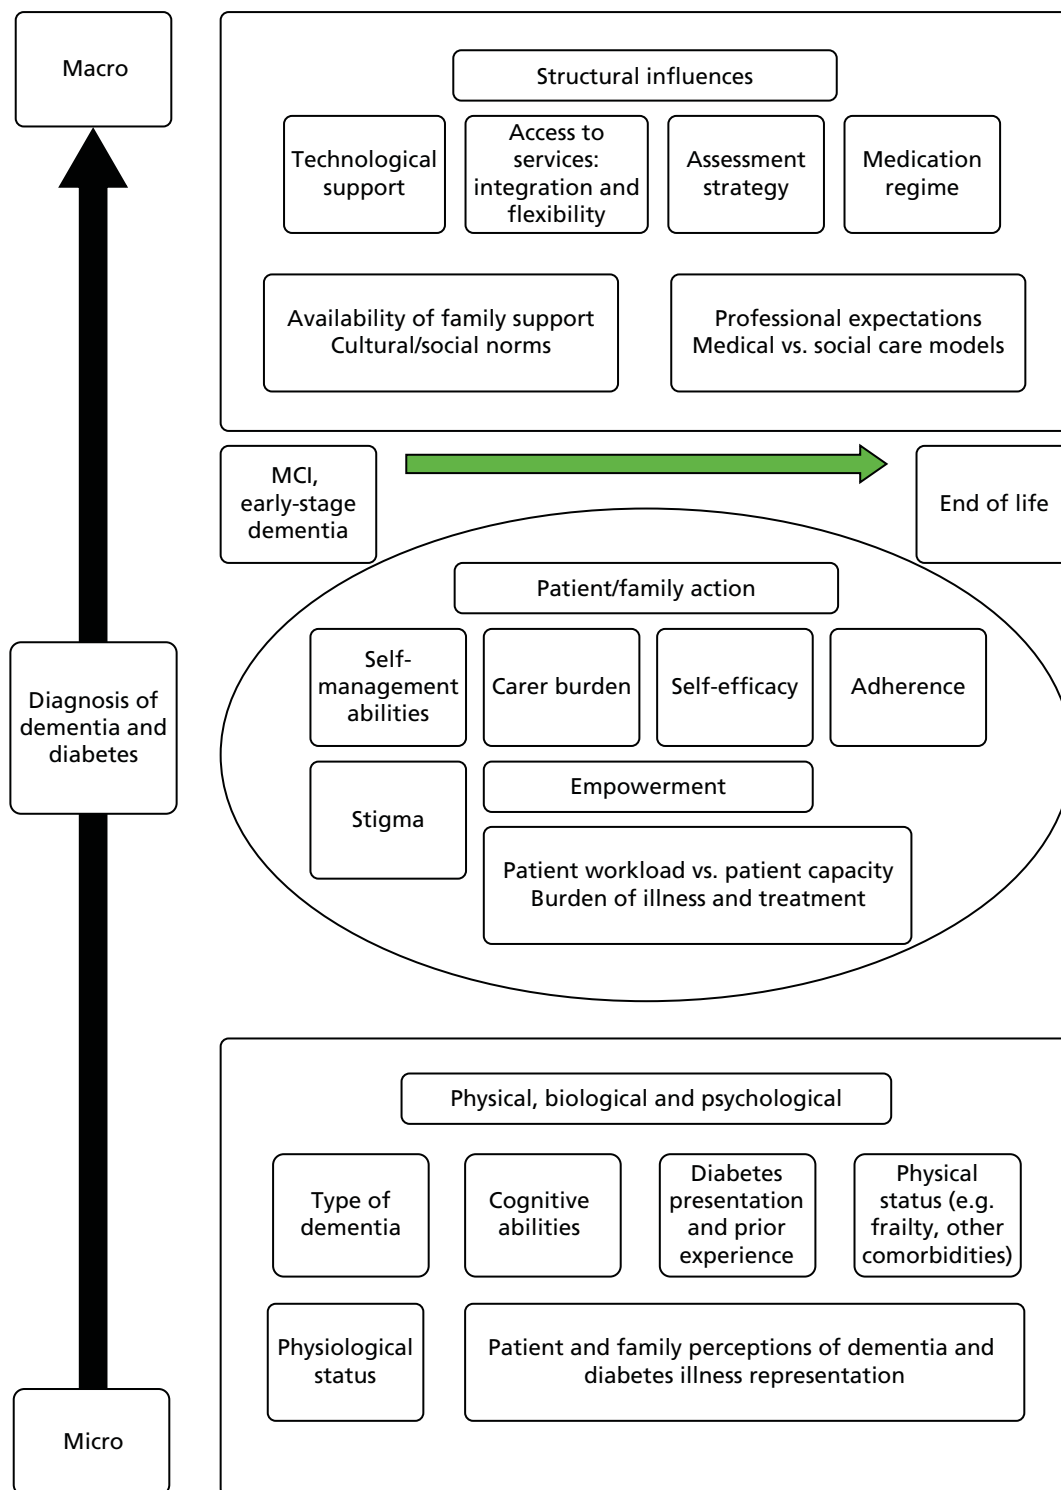 Macro
Structural influences
Technological
support
Access to
services:
integration and
flexibility
Assessment
strategy
Medication
regime
Availability of family support
Cultural/social norms
Professional expectations
Medical vs. social care models
MCI,
early-stage
dementia
End of life
Patient/family action
Self-
management
abilities
Carer burden
Self-efficacy
Adherence
Diagnosis of
dementia and
diabetes
Stigma
Empowerment
Patient workload vs. patient capacity
Burden of illness and treatment
Physical, biological and psychological
Type of
dementia
Cognitive
abilities
Diabetes
presentation
and prior
experience
Physical
status (e.g.
frailty, other
comorbidities)
Physiological
status
Patient and family perceptions of dementia and
diabetes illness representation
Micro